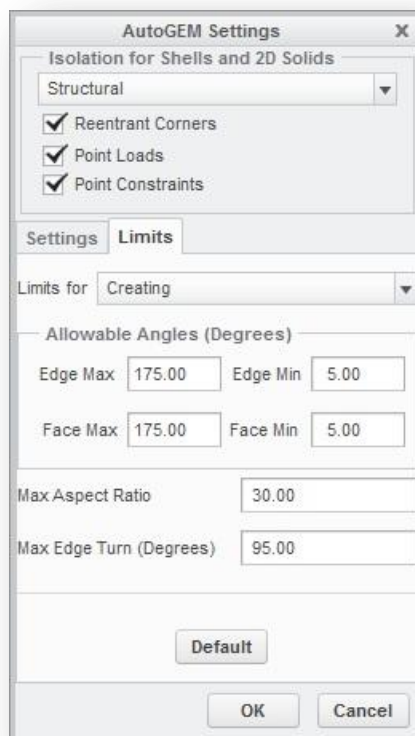 AutoGEM Settings X
Isolation for Shells and 2D Solids
Structural
Reentrant Corners
Point Loads
Point Constraints
Settings Limits
Limits for Creating
Allowable Angles (Degrees)
Edge Max 175.00 Edge Min 5.00
Face Max 175.00 Face Min 5.00
Max Aspect Ratio 30.00
Max Edge Turn (Degrees) 95.00
Default
OK Cancel